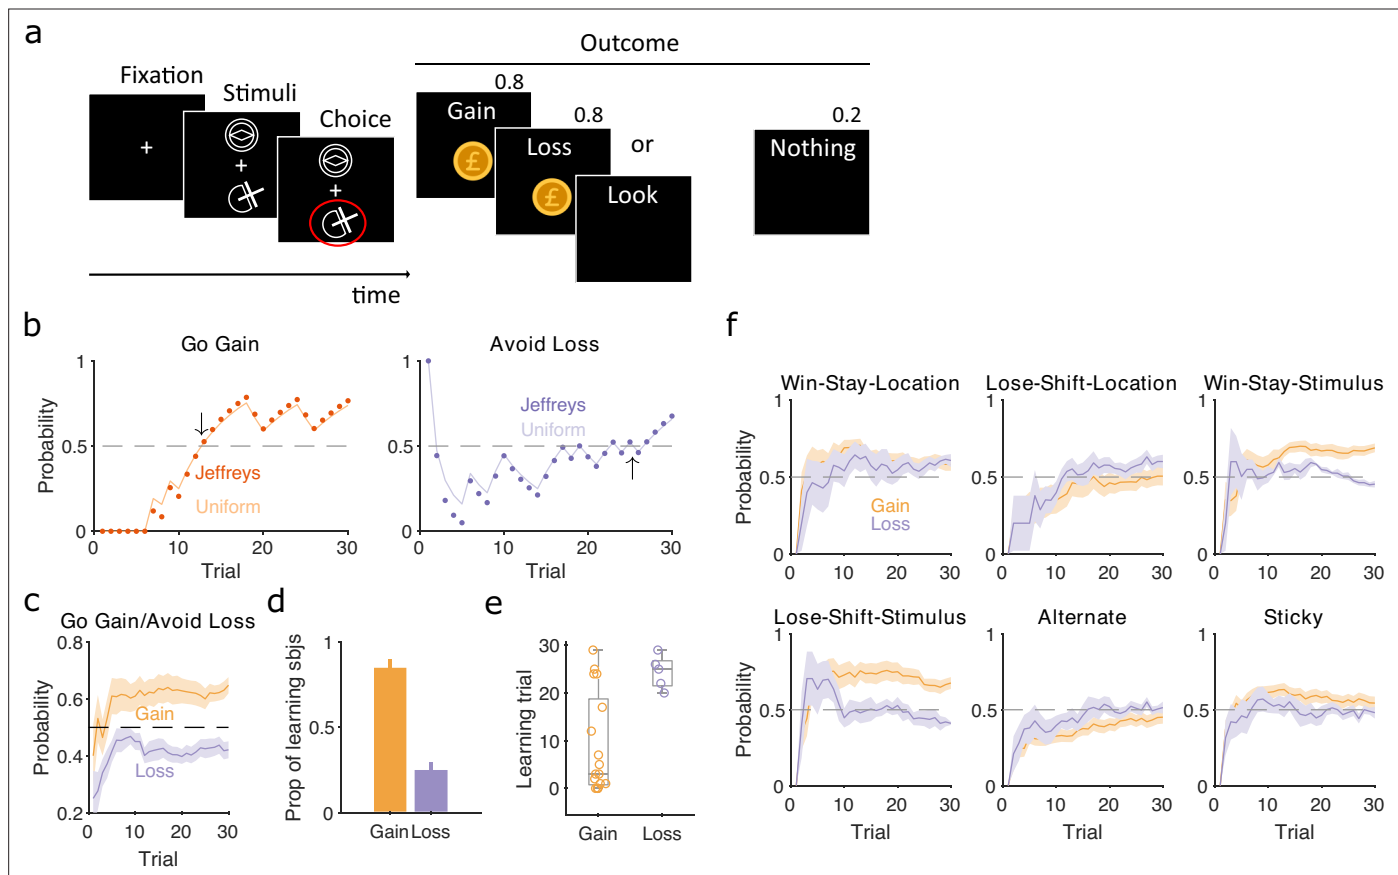 a
Outcome
Fixation
Stimuli
Choice
0.8
0.8
0.2
Gain
Loss
or
Look
Nothing
+
+
+
£
£
time
b
Go Gain
Avoid Loss
Probability
1
0.5
0
0 10 20 30
Trial
Jeffreys
Uniform
1
0.5
0
0 10 20 30
Trial
Jeffreys
Uniform
c
Go Gain/Avoid Loss
Probability
0.8
0.6
0.4
0.2
0 10 20 30
Trial
Gain
Loss
d
Prop of learning sbjs
1
0.5
0
Gain Loss
e
Learning trial
30
20
10
0
Gain Loss
f
Win-Stay-Location
Probability
1
0.5
0
0 10 20 30
Trial
Gain
Loss
Lose-Shift-Location
1
0.5
0
0 10 20 30
Trial
Win-Stay-Stimulus
1
0.5
0
0 10 20 30
Trial
Lose-Shift-Stimulus
Probability
1
0.5
0
0 10 20 30
Trial
Alternate
1
0.5
0
0 10 20 30
Trial
Sticky
1
0.5
0
0 10 20 30
Trial